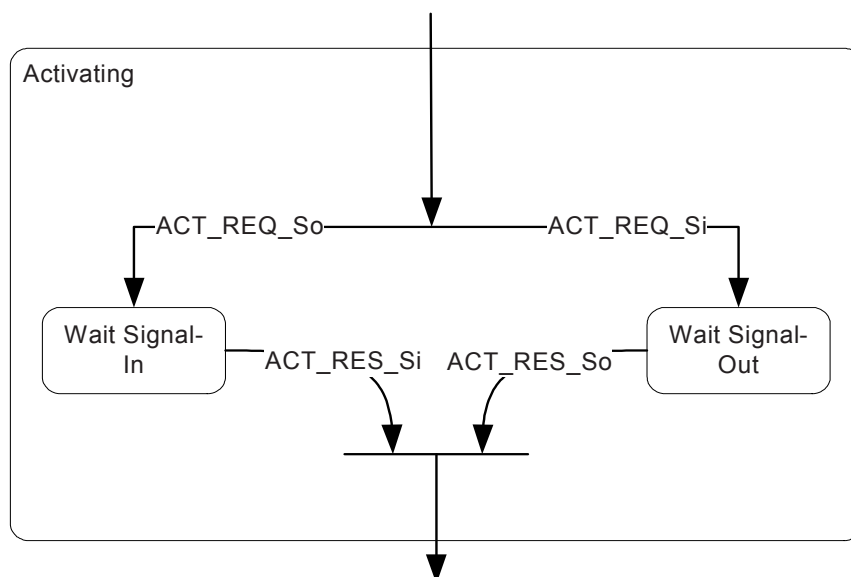 Activating
ACT_REQ_So
ACT_REQ_Si
Wait Signal-
In
Wait Signal-
Out
ACT_RES_Si
ACT_RES_So